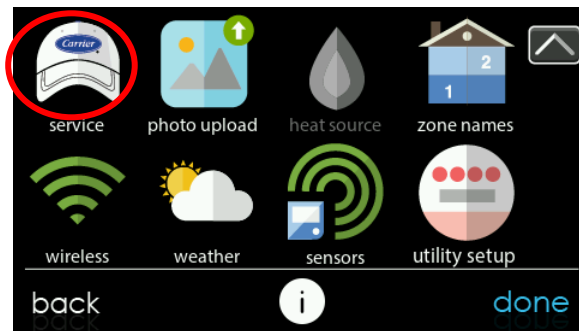 Carrier
service photo upload heat source zone names
2
1
wireless weather sensors utility setup
back i done